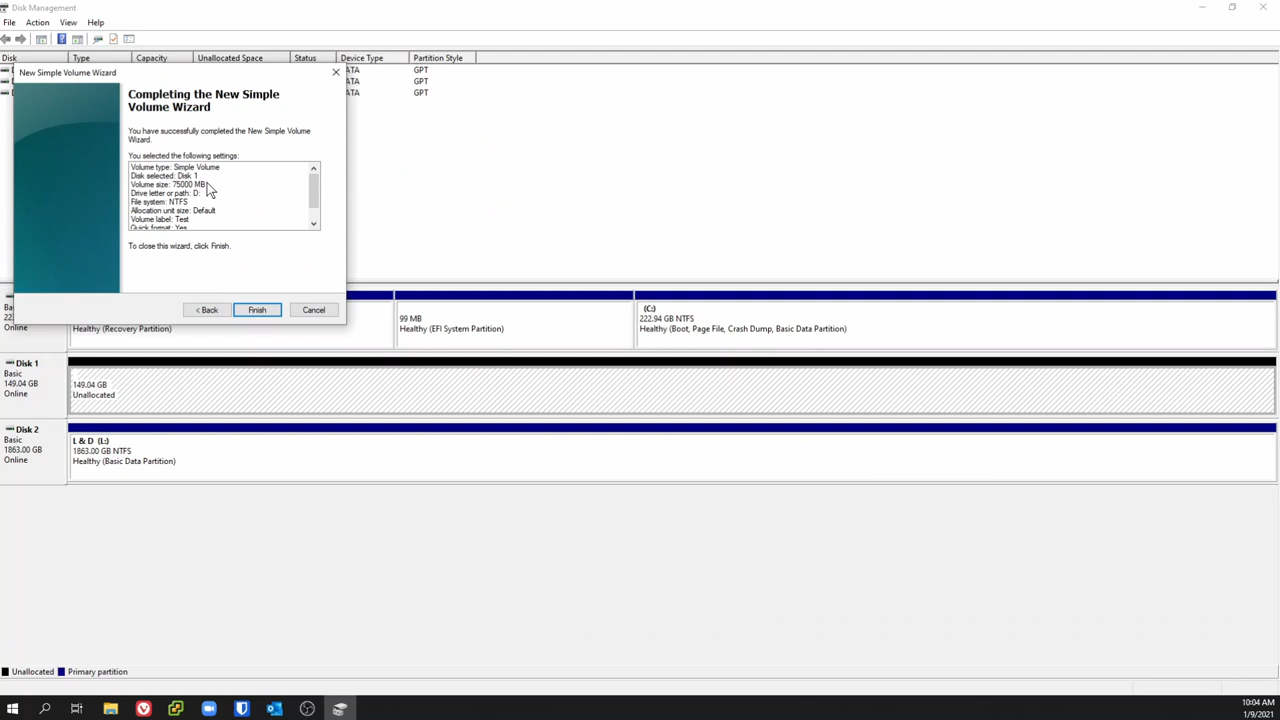 Disk Management
File Action View Help
Disk Type Capacity Unallocated Space Status Device Type Partition Style
ATA GPT
ATA GPT
ATA GPT
New Simple Volume Wizard
Completing the New Simple
Volume Wizard
You have successfully completed the New Simple Volume
Wizard.
You selected the following settings:
Volume type: Simple Volume
Disk selected: Disk 1
Volume size: 75000 MB
Drive letter or path: D:
File system: NTFS
Allocation unit size: Default
Volume label: Test
Quick format: Yes
To close this wizard, click Finish.
< Back Finish Cancel
Online
Healthy (Recovery Partition)
99 MB
Healthy (EFI System Partition)
(C:)
222.94 GB NTFS
Healthy (Boot, Page File, Crash Dump, Basic Data Partition)
Disk 1
Basic
149.04 GB
Online
149.04 GB
Unallocated
Disk 2
Basic
1863.00 GB
Online
L & D (L:)
1863.00 GB NTFS
Healthy (Basic Data Partition)
Unallocated Primary partition
10:04 AM
1/9/2021